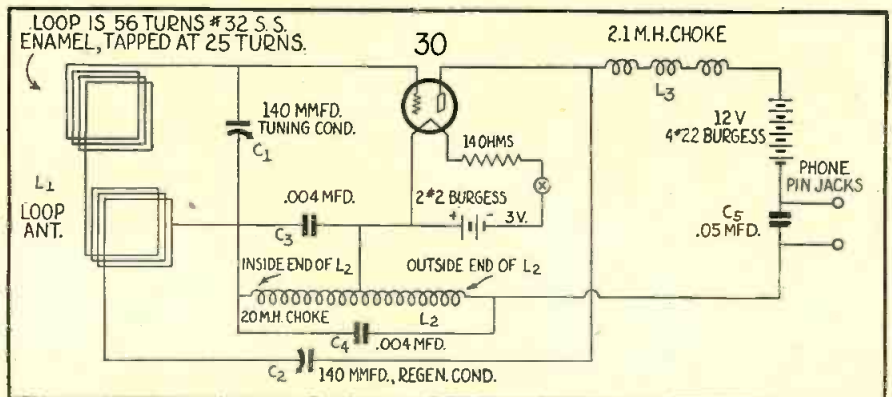 LOOP IS 56 TURNS #32 S.S.
ENAMEL, TAPPED AT 25 TURNS.
30
2.1 M.H. CHOKE
L3
140 MMFD.
TUNING COND.
C1
14 OHMS
12 V
4 #22 BURGESS
PHONE
PIN JACKS
L1
LOOP
ANT.
.004 MFD.
C3
2 #2 BURGESS
+ -
3V.
C5
.05 MFD.
INSIDE END OF L2
OUTSIDE END OF L2
20 M.H. CHOKE
L2
C4
.004 MFD.
C2
140 MMFD., REGEN. COND.